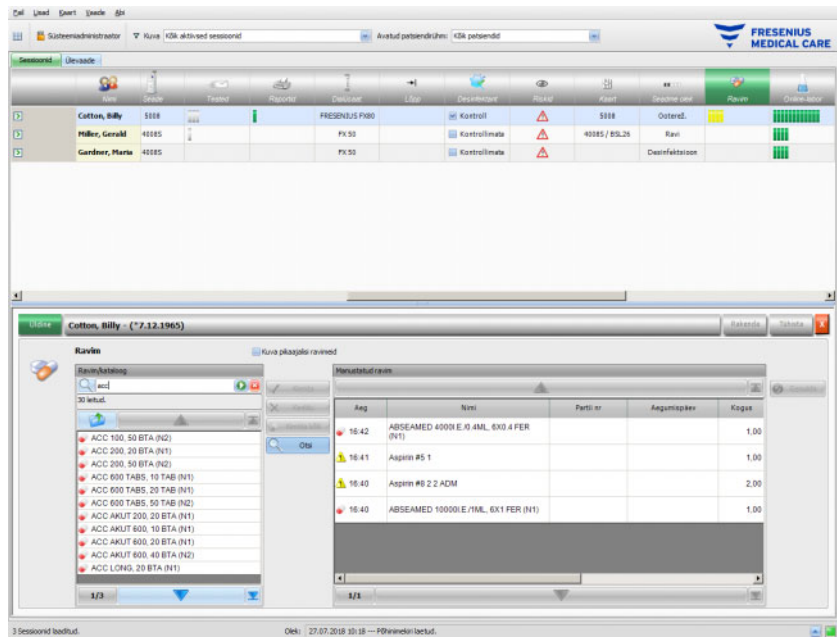 Fail Lisad Kaart Vaade Abi
Süsteemiadministraator Kuva Kõik aktiivsed sessioonid Avatud patsiendirühm: Kõik patsiendid
FRESENIUS
MEDICAL CARE
Sessioonid Ülevaade
Nimi Seade Teated Raportid Dialüsaat Lõpp Desinfektant Riskid Kaart Seadme olek Ravim Online-labor
Cotton, Billy 5008 FRESENIUS FX80 Kontroll 5008 Ooterež.
Miller, Gerald 4008S FX 50 Kontrollimata 4008S / BSL26 Ravi
Gardner, Maria 4008S FX 50 Kontrollimata Desinfektsioon
Üldine Cotton, Billy - (*7.12.1965) Rakenda Tühista X
Ravim Kuva pikaajalisi ravimeid
Ravim/kataloog Manustatud ravim
acc
30 leitud.
Otsi
Aeg Nimi Partii nr Aegumispäev Kogus
16:42 ABSEAMED 4000I.E./0.4ML, 6X0.4 FER (N1) 1,00
16:41 Aspirin #5 1 1,00
16:40 Aspirin #8 2 2 ADM 2,00
16:40 ABSEAMED 10000I.E./1ML, 6X1 FER (N1) 1,00
ACC 100, 50 BTA (N2)
ACC 200, 20 BTA (N1)
ACC 200, 50 BTA (N2)
ACC 600 TABS, 10 TAB (N1)
ACC 600 TABS, 20 TAB (N1)
ACC 600 TABS, 50 TAB (N2)
ACC AKUT 200, 20 BTA (N1)
ACC AKUT 600, 10 BTA (N1)
ACC AKUT 600, 20 BTA (N1)
ACC AKUT 600, 40 BTA (N2)
ACC LONG, 20 BTA (N1)
1/3 1/1
3 Sessioonid laaditud. Olek: 27.07.2018 10:18 --- Põhinimekiri laetud.